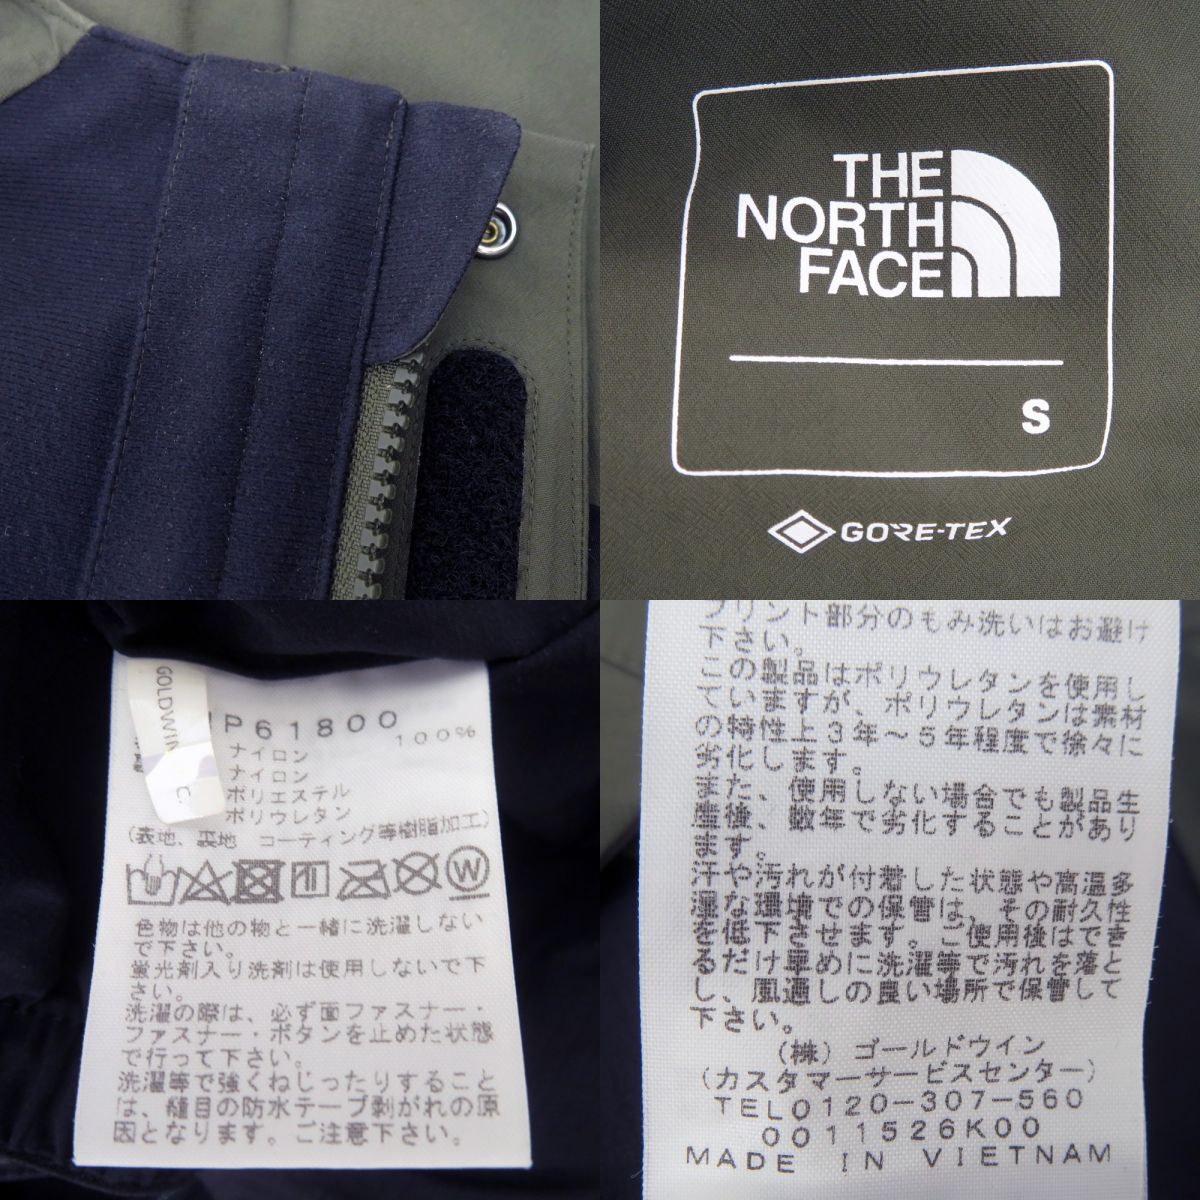 THE
NORTH
FACE
S
GORE-TEX
GOLDWIN
P61800
100%
ナイロン
ナイロン
ポリエステル
ポリウレタン
(表地、裏地 コーティング等樹脂加工)
W
色物は他の物と一緒に洗濯しない
で下さい。
蛍光剤入り洗剤は使用しないで下
さい。
洗濯の際は、必ず面ファスナー・
ファスナー・ボタンを止めた状態
で行って下さい。
洗濯等で強くねじったりすること
は、縫目の防水テープ剥がれの原
因となります。ご注意下さい。
プリント部分のもみ洗いはお避け
下さい。
この製品はポリウレタンを使用し
ていますが、ポリウレタンは素材
の特性上3年～5年程度で徐々に
劣化します。
また、使用しない場合でも製品生
産後、数年で劣化することがあり
ます。
汗や汚れが付着した状態や高温多
湿な環境での保管は、その耐久性
を低下させます。ご使用後はでき
るだけ早めに洗濯等で汚れを落と
し、風通しの良い場所で保管して
下さい。
(株) ゴールドウイン
(カスタマーサービスセンター)
TEL0120-307-560
0011526K00
MADE IN VIETNAM